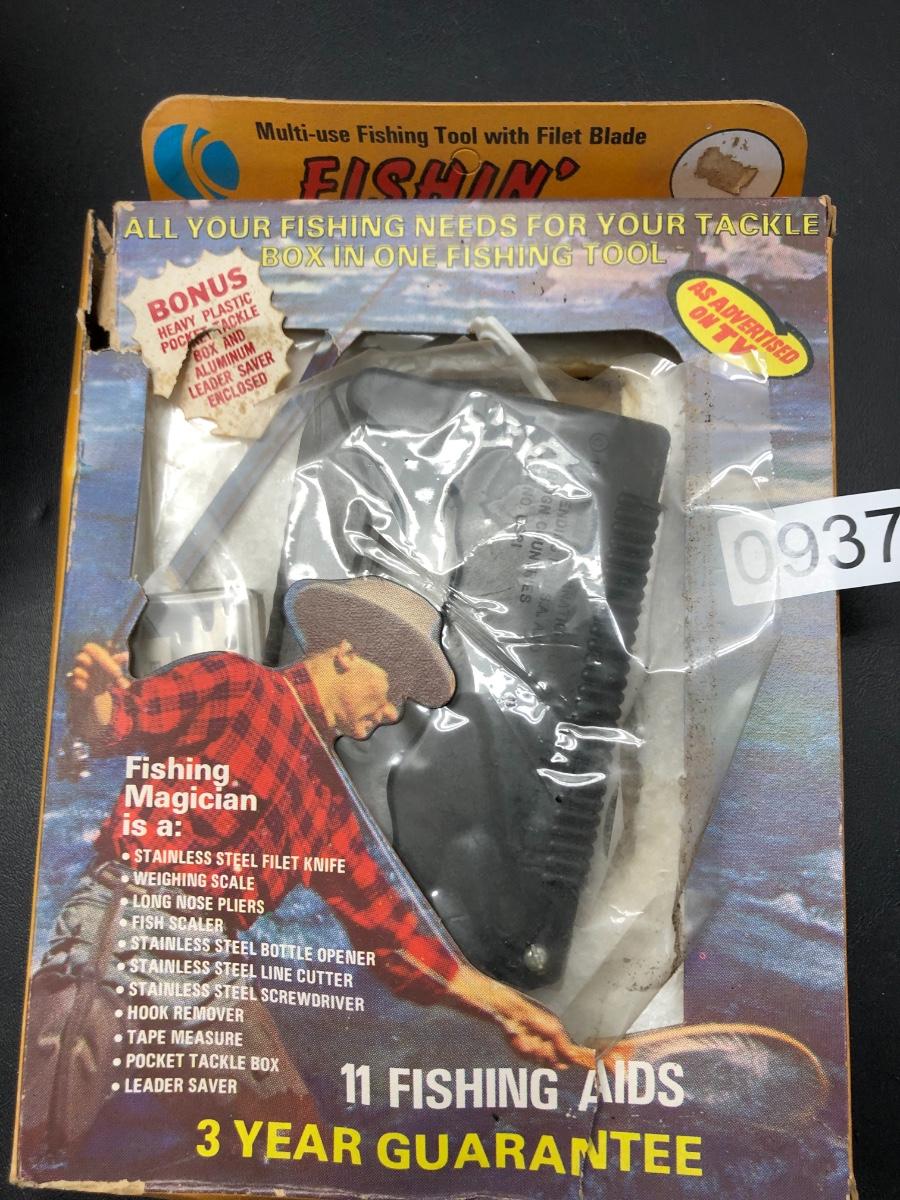 Multi-use Fishing Tool with Filet Blade
FISHIN'
ALL YOUR FISHING NEEDS FOR YOUR TACKLE
BOX IN ONE FISHING TOOL
BONUS
HEAVY PLASTIC
POCKET TACKLE
BOX AND
ALUMINUM
LEADER SAVER
ENCLOSED
AS ADVERTISED
ON TV
0937
Fishing
Magician
is a:
• STAINLESS STEEL FILET KNIFE
• WEIGHING SCALE
• LONG NOSE PLIERS
• FISH SCALER
• STAINLESS STEEL BOTTLE OPENER
• STAINLESS STEEL LINE CUTTER
• STAINLESS STEEL SCREWDRIVER
• HOOK REMOVER
• TAPE MEASURE
• POCKET TACKLE BOX
• LEADER SAVER
11 FISHING AIDS
3 YEAR GUARANTEE